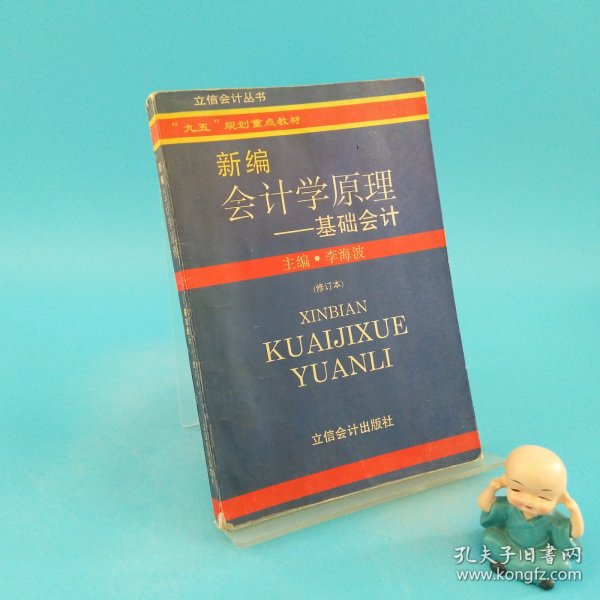 立信会计丛书
"九五"规划重点教材
新编
会计学原理
——基础会计
主编·李海波
(修订本)
XINBIAN
KUAIJIXUE
YUANLI
立信会计出版社
孔夫子旧书网
www.kongfz.com